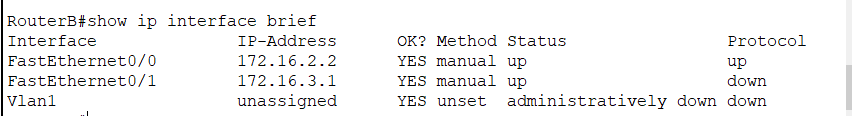 RouterB#show ip interface brief
Interface IP-Address OK? Method Status Protocol
FastEthernet0/0 172.16.2.2 YES manual up up
FastEthernet0/1 172.16.3.1 YES manual up down
Vlan1 unassigned YES unset administratively down down